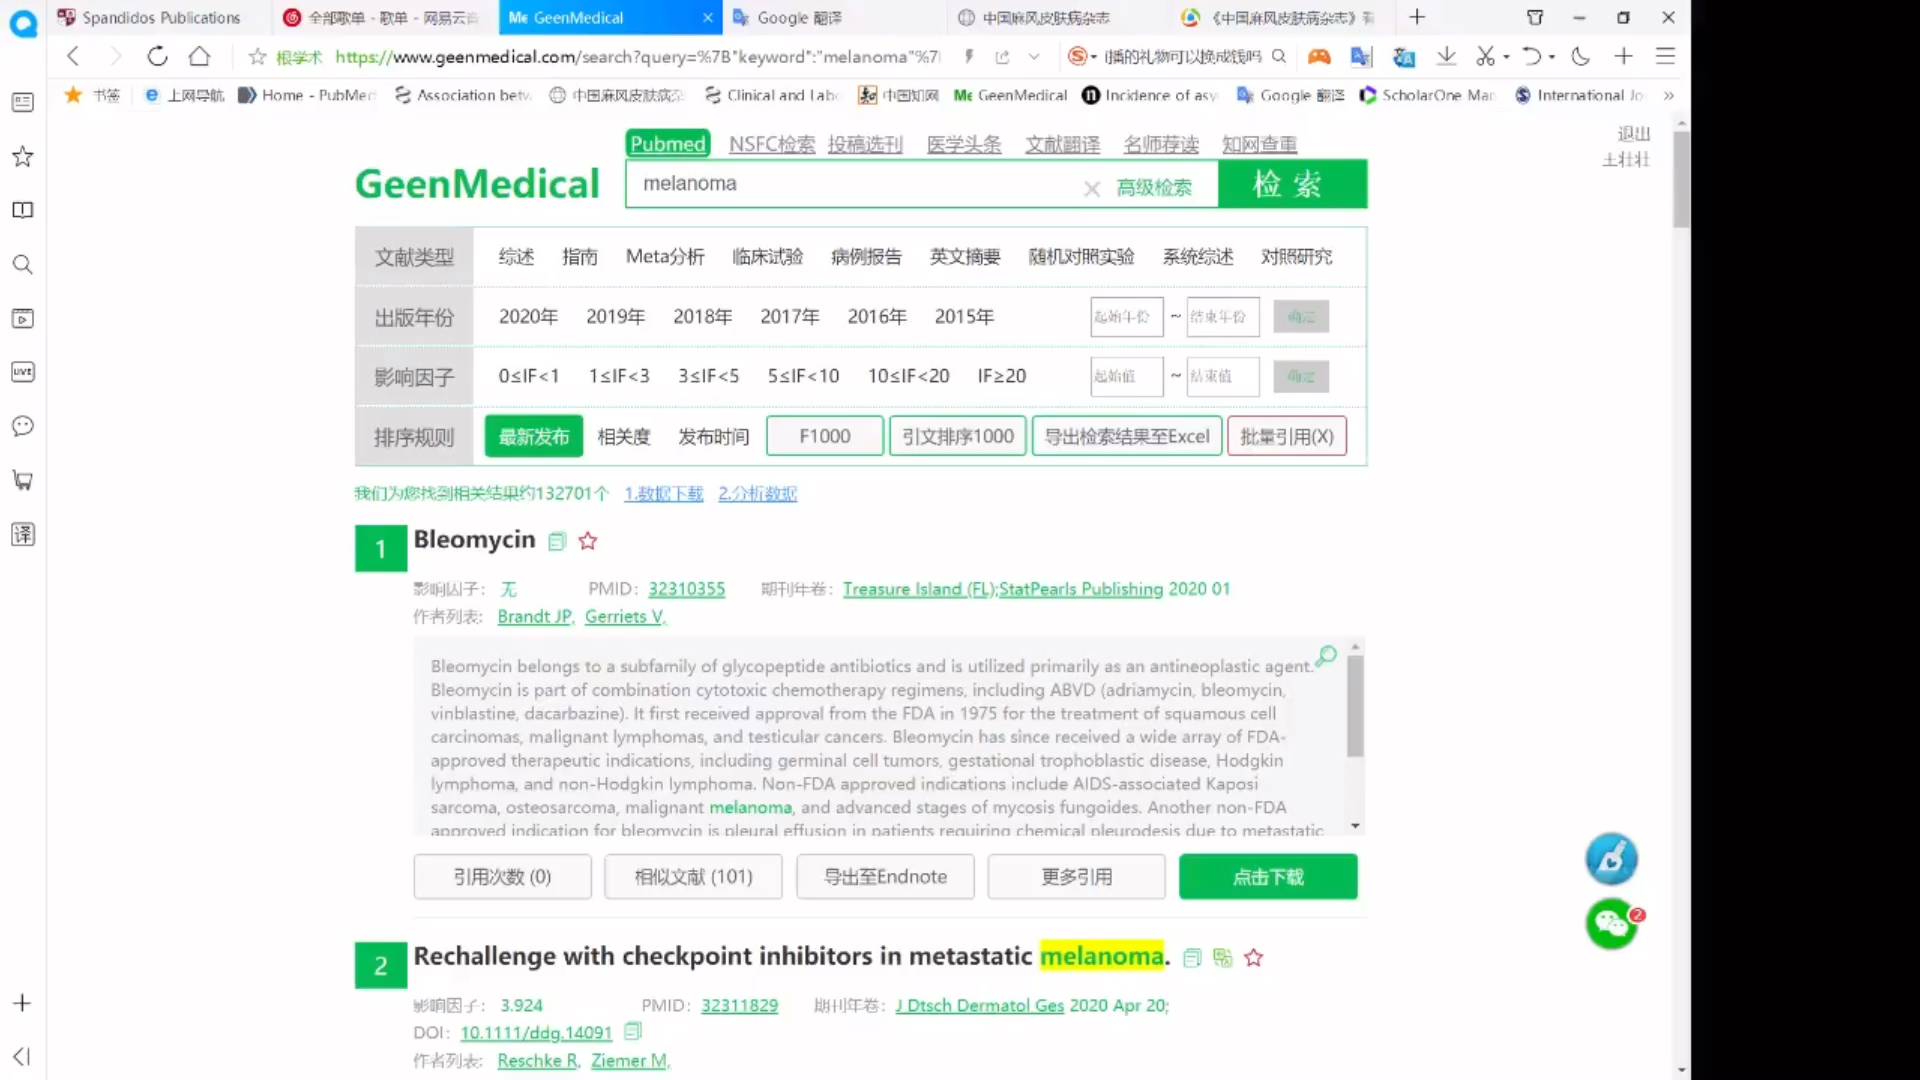 Spandidos Publications
全部歌单 - 歌单 - 网易云音
GeenMedical
Google 翻译
中国麻风皮肤病杂志
《中国麻风皮肤病杂志》
根学术 https://www.geenmedical.com/search?query=%7B"keyword":"melanoma"%7
播的礼物可以换成钱吗
书签
上网导航
Home - PubMed
Association betw
中国麻风皮肤病杂
Clinical and Labo
中国知网
GeenMedical
Incidence of asy
Google 翻译
ScholarOne Man
International Jo
退出
土壮壮
Pubmed NSFC检索 投稿选刊 医学头条 文献翻译 名师荐读 知网查重
GeenMedical
melanoma
高级检索
检 索
文献类型 综述 指南 Meta分析 临床试验 病例报告 英文摘要 随机对照实验 系统综述 对照研究
出版年份 2020年 2019年 2018年 2017年 2016年 2015年 起始年份 ~ 结束年份 确定
影响因子 0≤IF<1 1≤IF<3 3≤IF<5 5≤IF<10 10≤IF<20 IF≥20 起始值 ~ 结束值 确定
排序规则 最新发布 相关度 发布时间 F1000 引文排序1000 导出检索结果至Excel 批量引用(X)
我们为您找到相关结果约132701个 1.数据下载 2.分析数据
1 Bleomycin
影响因子: 无 PMID: 32310355 期刊年卷: Treasure Island (FL);StatPearls Publishing 2020 01
作者列表: Brandt JP, Gerriets V,
Bleomycin belongs to a subfamily of glycopeptide antibiotics and is utilized primarily as an antineoplastic agent.
Bleomycin is part of combination cytotoxic chemotherapy regimens, including ABVD (adriamycin, bleomycin,
vinblastine, dacarbazine). It first received approval from the FDA in 1975 for the treatment of squamous cell
carcinomas, malignant lymphomas, and testicular cancers. Bleomycin has since received a wide array of FDA-
approved therapeutic indications, including germinal cell tumors, gestational trophoblastic disease, Hodgkin
lymphoma, and non-Hodgkin lymphoma. Non-FDA approved indications include AIDS-associated Kaposi
sarcoma, osteosarcoma, malignant melanoma, and advanced stages of mycosis fungoides. Another non-FDA
approved indication for bleomycin is pleural effusion in patients requiring chemical pleurodesis due to metastatic
引用次数 (0) 相似文献 (101) 导出至Endnote 更多引用 点击下载
2 Rechallenge with checkpoint inhibitors in metastatic melanoma.
影响因子: 3.924 PMID: 32311829 期刊年卷: J Dtsch Dermatol Ges 2020 Apr 20;
DOI: 10.1111/ddg.14091
作者列表: Reschke R, Ziemer M,
LIVE
译
2